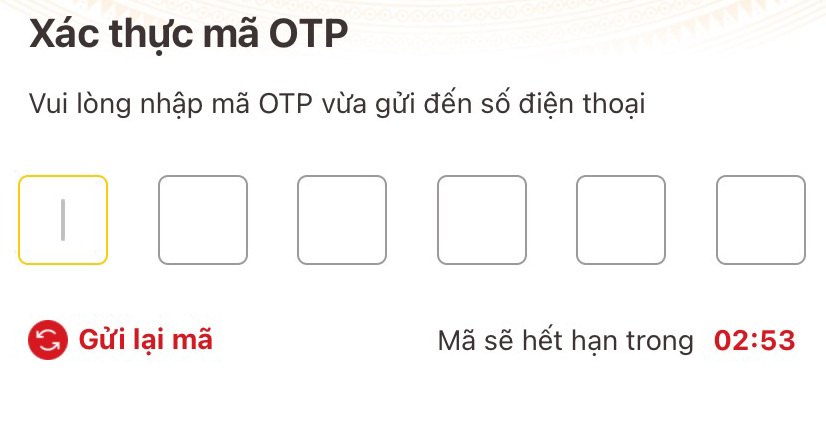 Xác thực mã OTP
Vui lòng nhập mã OTP vừa gửi đến số điện thoại
Gửi lại mã
Mã sẽ hết hạn trong 02:53